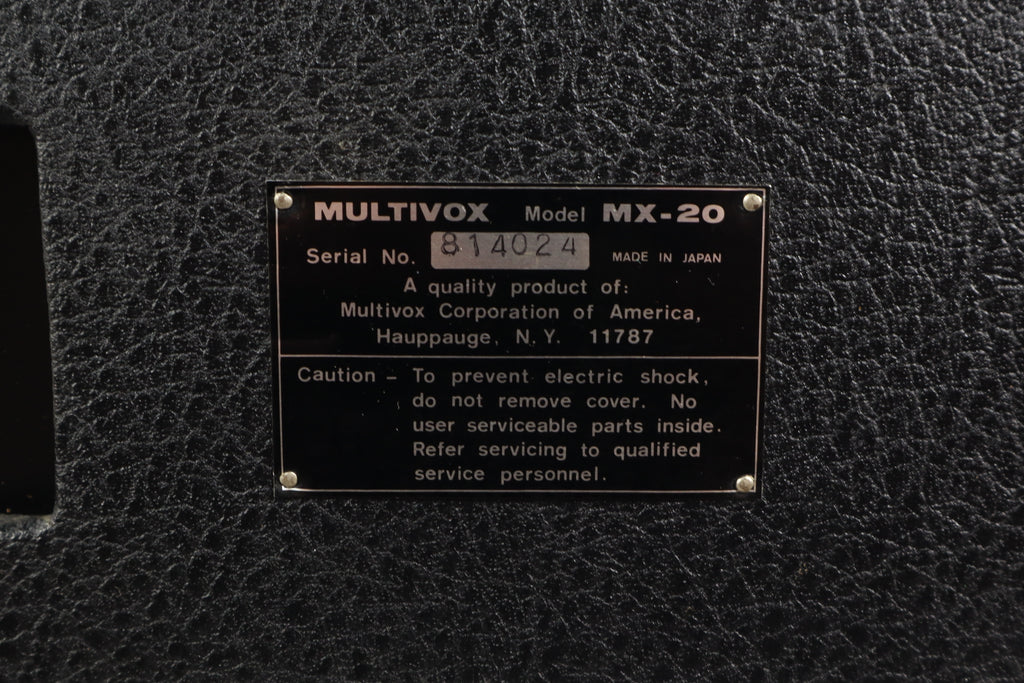 MULTIVOX Model MX-20
Serial No. 814024 MADE IN JAPAN
A quality product of:
Multivox Corporation of America,
Hauppauge, N.Y. 11787
Caution – To prevent electric shock,
do not remove cover. No
user serviceable parts inside.
Refer servicing to qualified
service personnel.